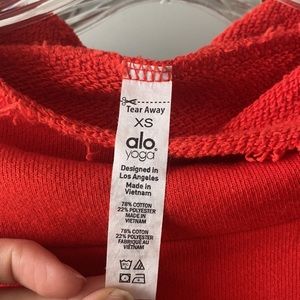 Tear Away
XS
alo
yoga®
Designed in
Los Angeles
Made in
Vietnam
78% COTTON
22% POLYESTER
MADE IN
VIETNAM
78% COTON
22% POLYESTER
FABRIQUÉ AU
VIETNAM